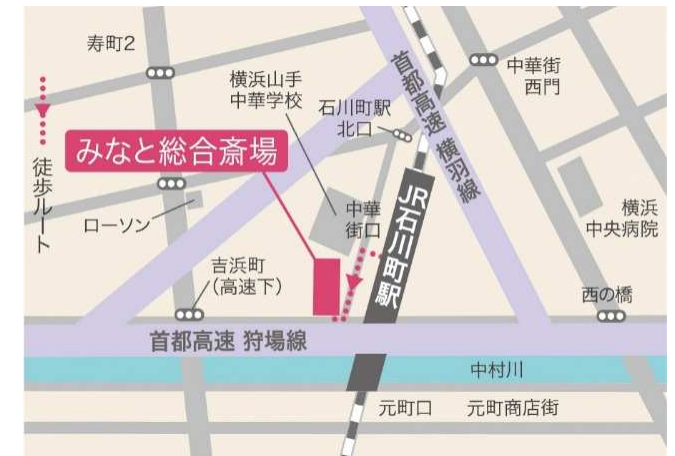 寿町2
横浜山手
中華学校
石川町駅
北口
首都高速 横羽線
中華街
西門
徒歩ルート
みなと総合斎場
ローソン
中華
街口
JR石川町駅
横浜
中央病院
吉浜町
(高速下)
西の橋
首都高速 狩場線
中村川
元町口
元町商店街